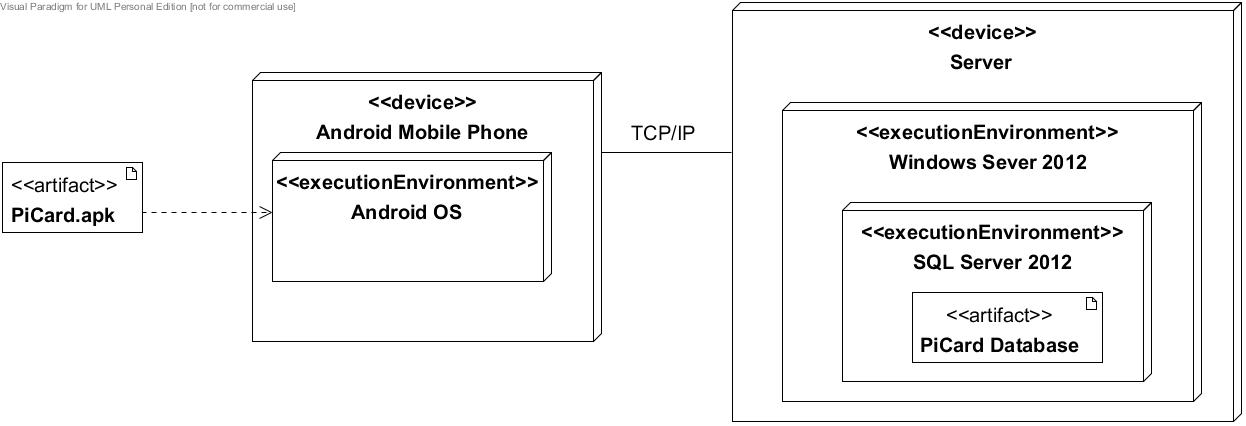 Visual Paradigm for UML Personal Edition [not for commercial use]
<<device>>
Server
<<device>>
Android Mobile Phone
TCP/IP
<<executionEnvironment>>
Windows Sever 2012
<<artifact>>
PiCard.apk
<<executionEnvironment>>
Android OS
<<executionEnvironment>>
SQL Server 2012
<<artifact>>
PiCard Database